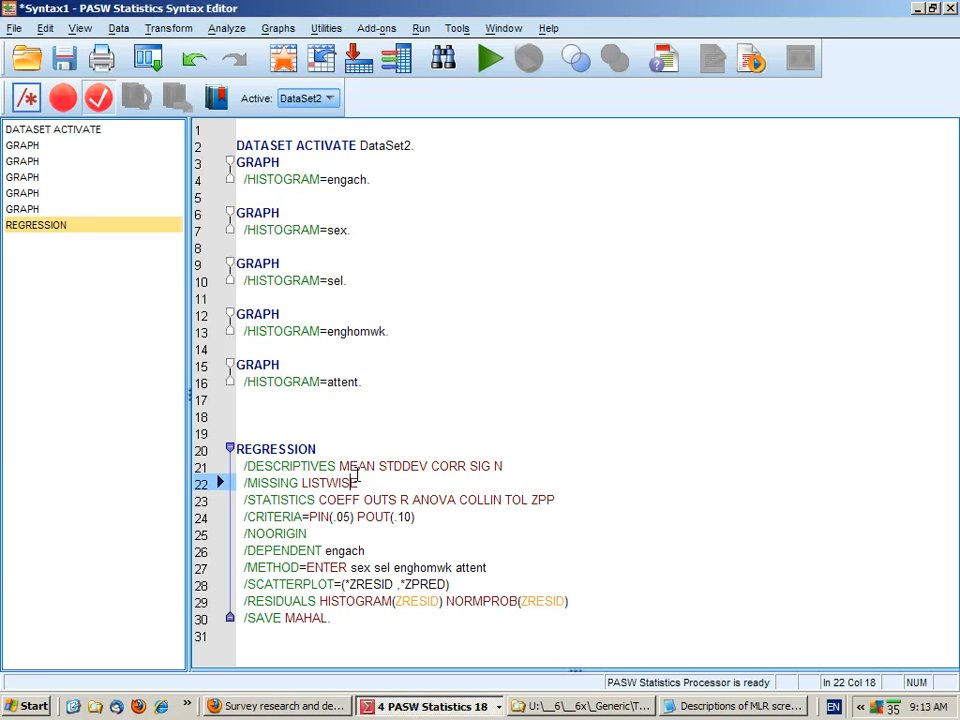 *Syntax1 - PASW Statistics Syntax Editor
File Edit View Data Transform Analyze Graphs Utilities Add-ons Run Tools Window Help
Active: DataSet2
DATASET ACTIVATE
GRAPH
GRAPH
GRAPH
GRAPH
GRAPH
REGRESSION
1
2 DATASET ACTIVATE DataSet2.
3 GRAPH
4 /HISTOGRAM=engach.
5
6 GRAPH
7 /HISTOGRAM=sex.
8
9 GRAPH
10 /HISTOGRAM=sel.
11
12 GRAPH
13 /HISTOGRAM=enghomwk.
14
15 GRAPH
16 /HISTOGRAM=attent.
17
18
19
20 REGRESSION
21 /DESCRIPTIVES MEAN STDDEV CORR SIG N
22 /MISSING LISTWISE
23 /STATISTICS COEFF OUTS R ANOVA COLLIN TOL ZPP
24 /CRITERIA=PIN(.05) POUT(.10)
25 /NOORIGIN
26 /DEPENDENT engach
27 /METHOD=ENTER sex sel enghomwk attent
28 /SCATTERPLOT=(*ZRESID ,*ZPRED)
29 /RESIDUALS HISTOGRAM(ZRESID) NORMPROB(ZRESID)
30 /SAVE MAHAL.
31
PASW Statistics Processor is ready In 22 Col 18 NUM
Start » Survey research and de... 4 PASW Statistics 18 U:\__6\__6x\_Generic\T... Descriptions of MLR scre... EN « 35 9:13 AM